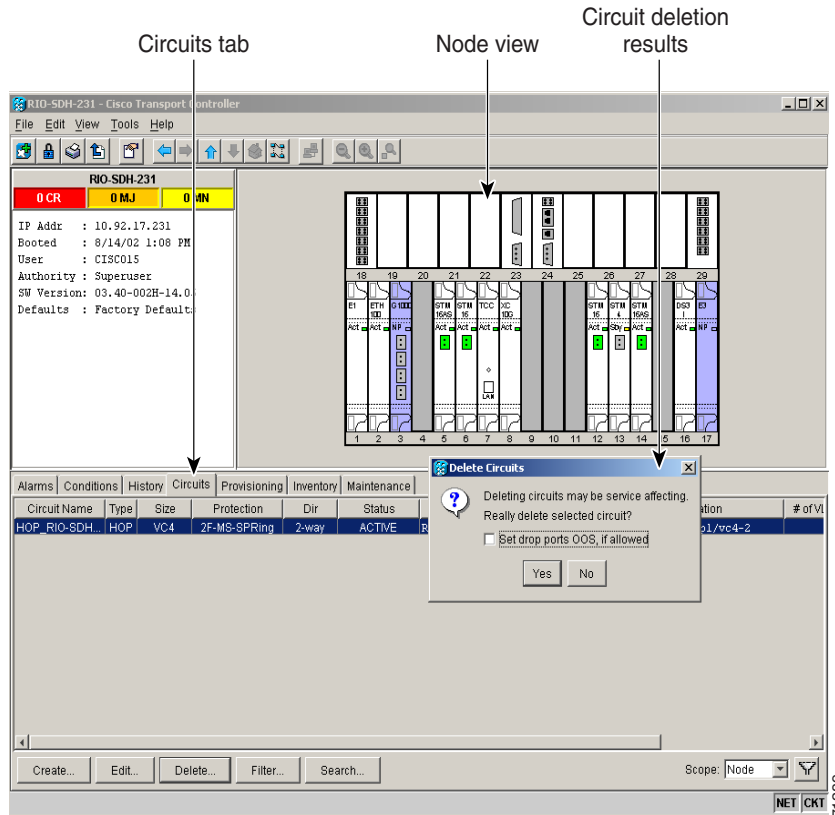 Circuits tab
Node view
Circuit deletion
results
RIO-SDH-231 - Cisco Transport Controller
File Edit View Tools Help
RIO-SDH-231
0 CR 0 MJ 0 MN
IP Addr : 10.92.17.231
Booted : 8/14/02 1:08 PM
User : CISCO15
Authority : Superuser
SW Version: 03.40-002H-14.0
Defaults : Factory Defaults
18 19 20 21 22 23 24 25 26 27 28 29
E1 ETH 100 G1000 STM 16AS STM 16 TCC XC 10G STM 16 STM 4 STM 16AS DS3 I E3
Act Act NP Act Act Act Act Act Sby Act Act NP
LAN
1 2 3 4 5 6 7 8 9 10 11 12 13 14 15 16 17
Alarms Conditions History Circuits Provisioning Inventory Maintenance
Circuit Name Type Size Protection Dir Status ation # of VL
HOP_RIO-SDH... HOP VC4 2F-MS-SPRing 2-way ACTIVE R p1/vc4-2
Delete Circuits
Deleting circuits may be service affecting.
Really delete selected circuit?
Set drop ports OOS, if allowed
Yes No
Create... Edit... Delete... Filter... Search... Scope: Node
NET CKT